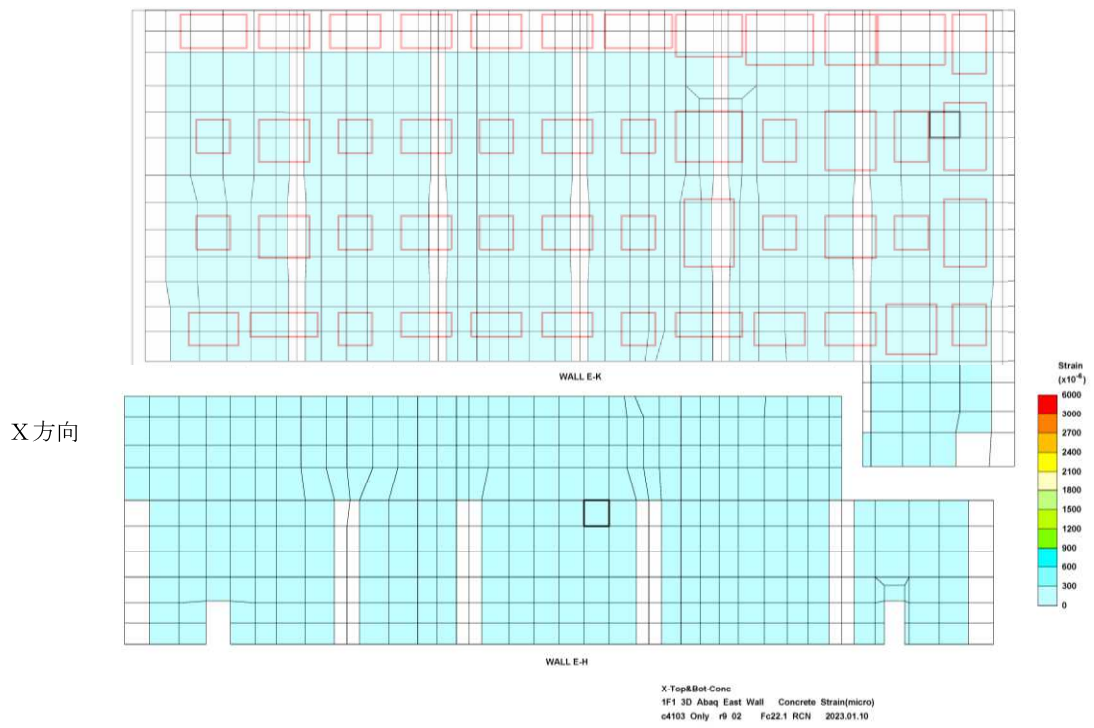 WALL E-K
Strain
(x10⁻⁶)
6000
3000
2700
2400
2100
1800
1500
1200
900
600
300
0
X方向
WALL E-H
X-Top&Bot-Conc
1F1 3D Abaq East Wall Concrete Strain(micro)
c4103 Only r9 02 Fc22.1 RCN 2023.01.10